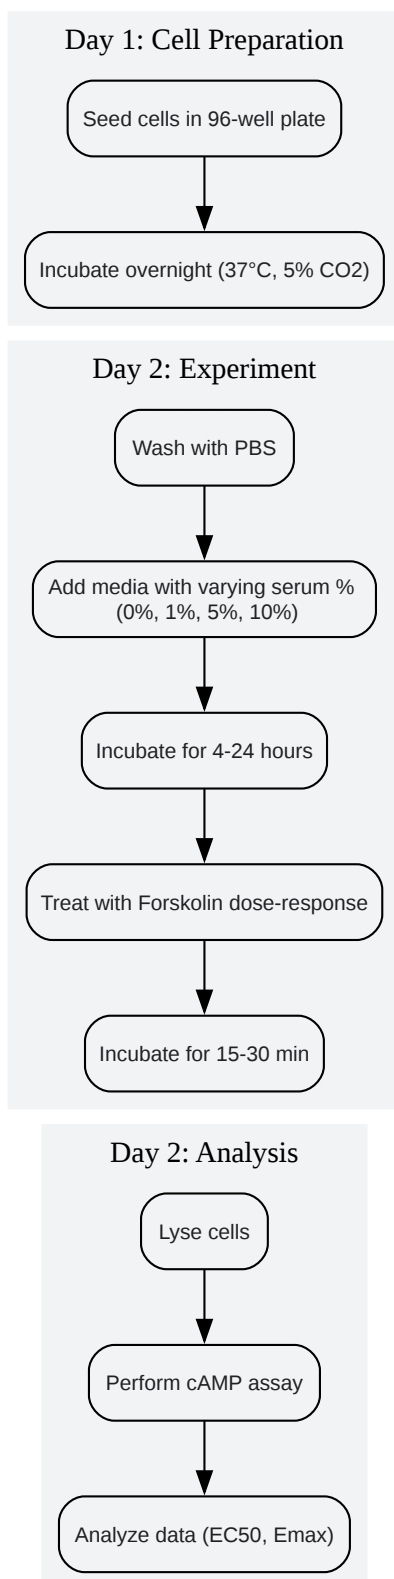 Day 1: Cell Preparation
Seed cells in 96-well plate
Incubate overnight (37°C, 5% CO2)
Day 2: Experiment
Wash with PBS
Add media with varying serum %
(0%, 1%, 5%, 10%)
Incubate for 4-24 hours
Treat with Forskolin dose-response
Incubate for 15-30 min
Day 2: Analysis
Lyse cells
Perform cAMP assay
Analyze data (EC50, Emax)